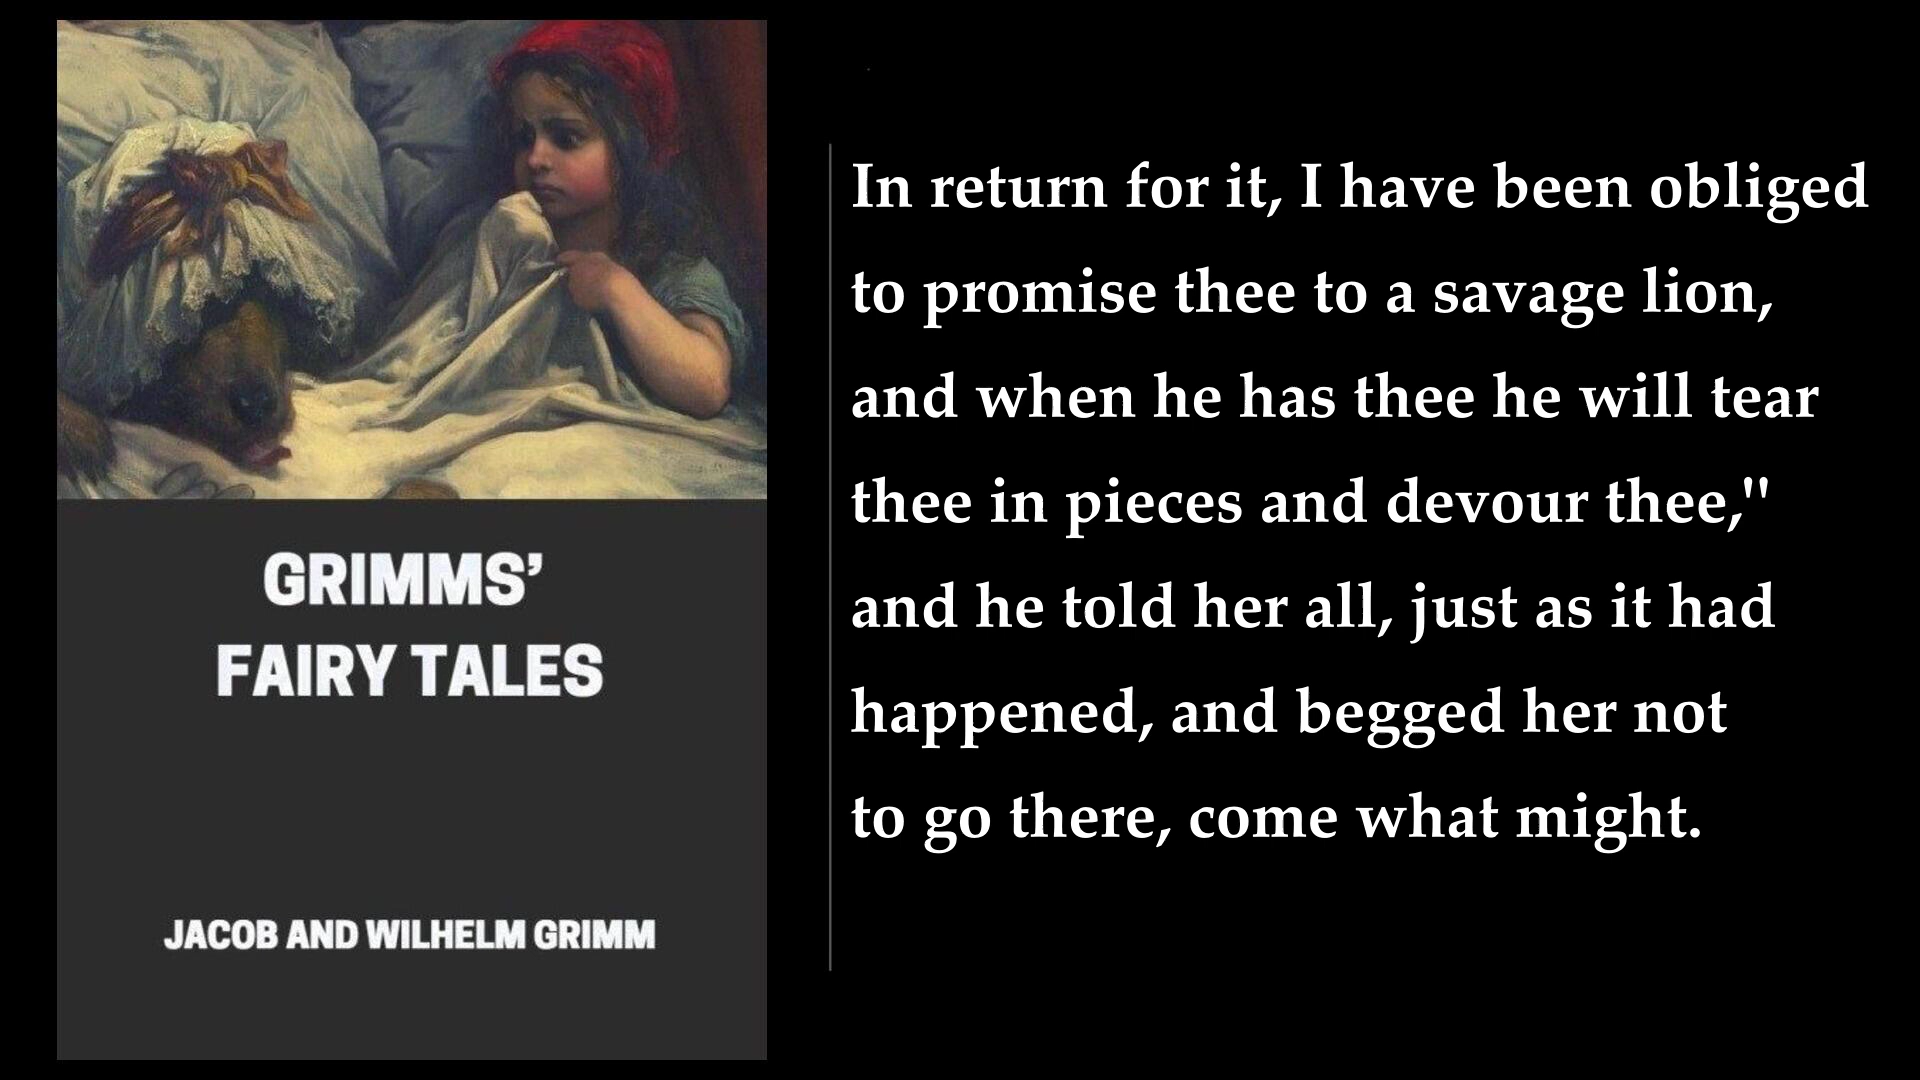 GRIMMS’
FAIRY TALES
JACOB AND WILHELM GRIMM
In return for it, I have been obliged
to promise thee to a savage lion,
and when he has thee he will tear
thee in pieces and devour thee,"
and he told her all, just as it had
happened, and begged her not
to go there, come what might.